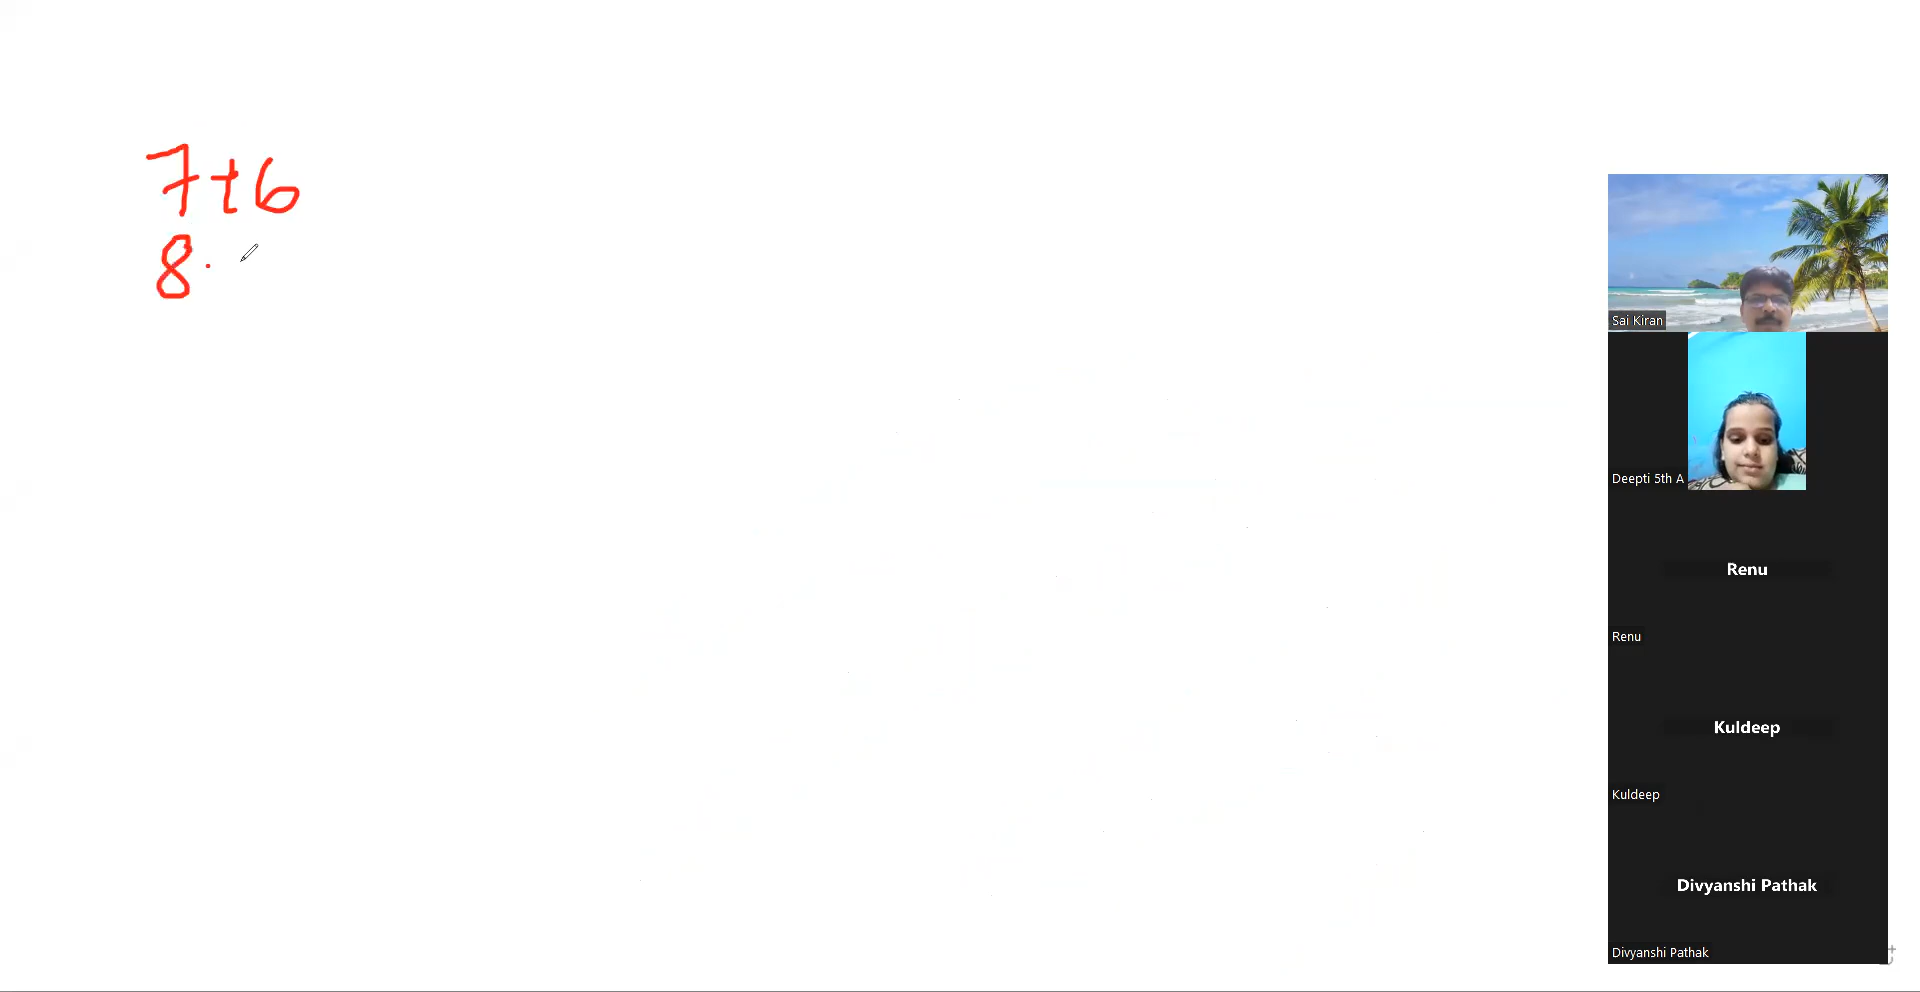 7+6
8.
Sai Kiran
Deepti 5th A
Renu
Renu
Kuldeep
Kuldeep
Divyanshi Pathak
Divyanshi Pathak